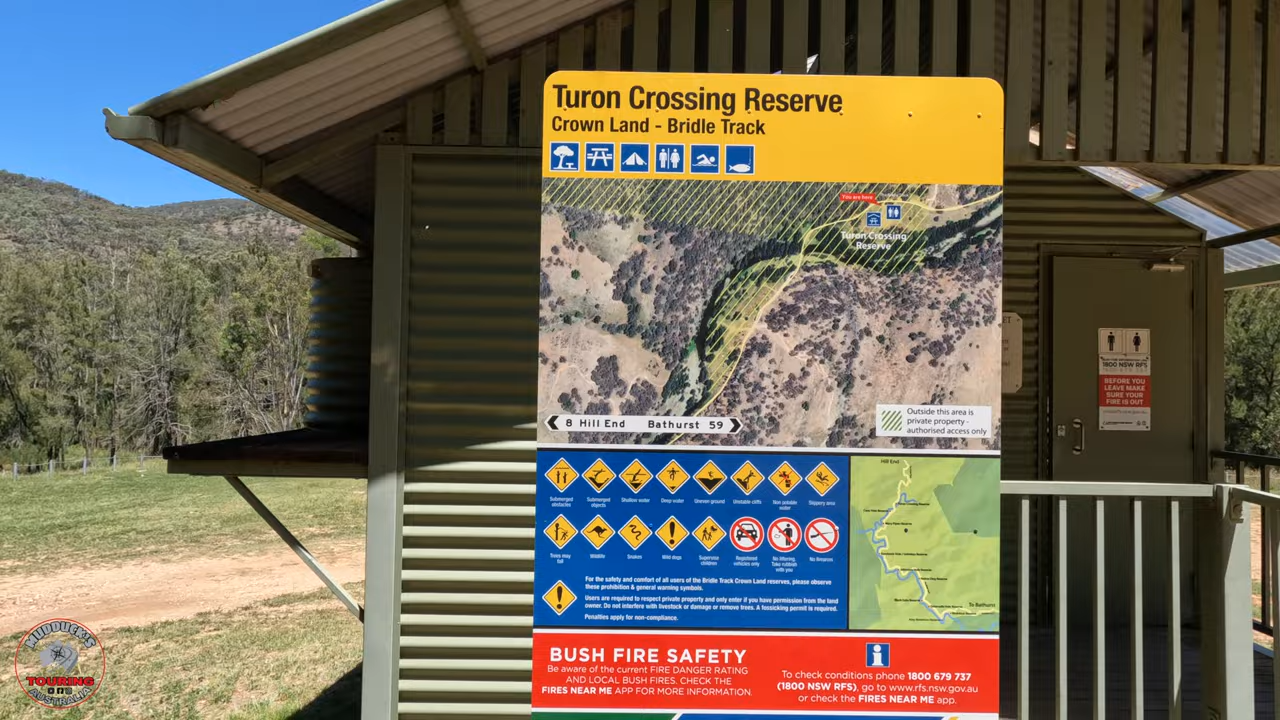 Turon Crossing Reserve
Crown Land - Bridle Track
You are here
Turon Crossing
Reserve
8 Hill End Bathurst 59
Outside this area is
private property -
authorised access only
Submerged
obstacles
Submerged
objects
Shallow water
Deep water
Uneven ground
Unstable cliffs
Non potable
water
Slippery area
Trees may
fall
Wildlife
Snakes
Wild dogs
Supervise
children
Registered
vehicles only
No littering.
Take rubbish
with you
No firearms
For the safety and comfort of all users of the Bridle Track Crown Land reserves, please observe
these prohibition & general warning symbols.
Users are required to respect private property and only enter if you have permission from the land
owner. Do not interfere with livestock or damage or remove trees. A fossicking permit is required.
Penalties apply for non-compliance.
Hill End
To Bathurst
BUSH FIRE SAFETY
Be aware of the current FIRE DANGER RATING
AND LOCAL BUSH FIRES. CHECK THE
FIRES NEAR ME APP FOR MORE INFORMATION.
To check conditions phone 1800 679 737
(1800 NSW RFS), go to www.rfs.nsw.gov.au
or check the FIRES NEAR ME app.
1800 NSW RFS
BEFORE YOU
LEAVE MAKE
SURE YOUR
FIRE IS OUT
MUDDUCKS
TOURING
AUSTRALIA